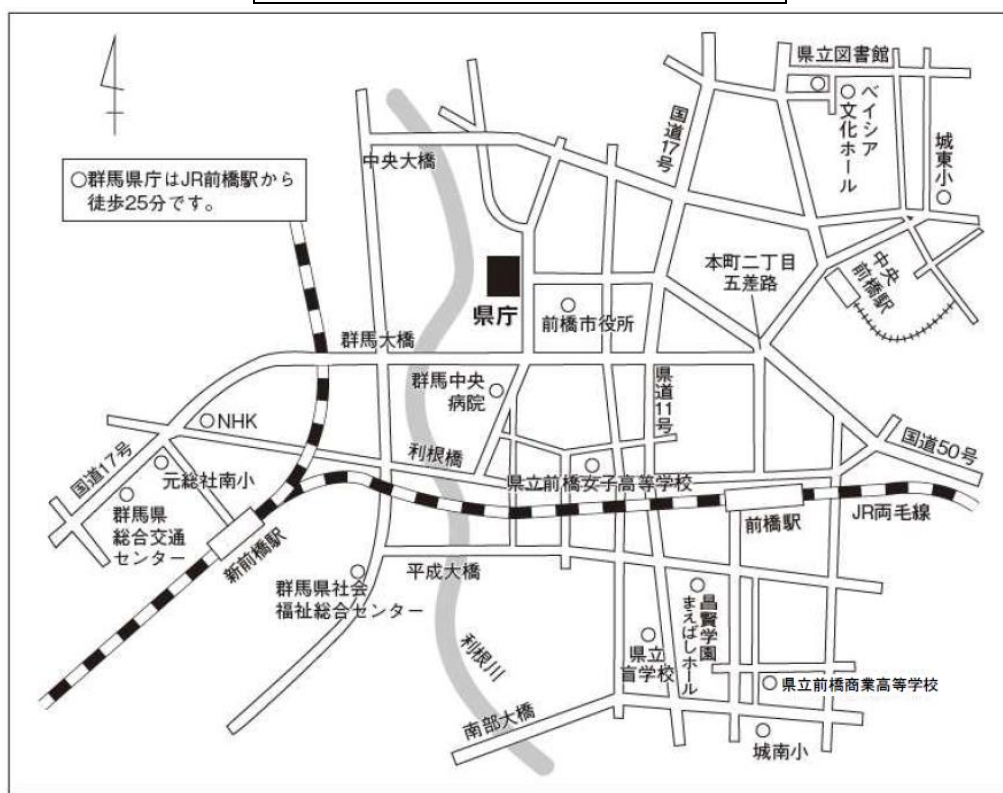 県立図書館
ベイシア
文化ホール
城東小
国道17号
中央大橋
○群馬県庁はJR前橋駅から
徒歩25分です。
中央
前橋駅
本町二丁目
五差路
県庁
前橋市役所
群馬大橋
群馬中央
病院
県道11号
NHK
利根橋
国道50号
国道17号
元総社南小
県立前橋女子高等学校
群馬県
総合交通
センター
前橋駅
JR両毛線
新前橋駅
平成大橋
群馬県社会
福祉総合センター
昌賢学園
まえばしホール
利根川
県立
盲学校
県立前橋商業高等学校
南部大橋
城南小